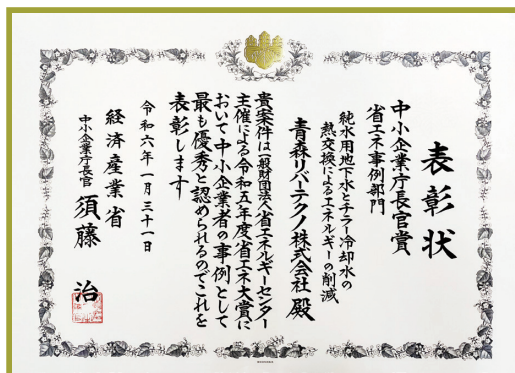 表彰状
中小企業庁長官賞
省エネ事例部門
純水用地下水とチラー冷却水の
熱交換によるエネルギーの削減
青森リバーテクノ株式会社 殿
貴案件は一般財団法人省エネルギーセンター
主催による令和五年度省エネ大賞に
おいて中小企業者の事例として
最も優秀と認められるのでこれを
表彰します
令和六年一月三十一日
経済産業省
中小企業庁長官 須藤 治